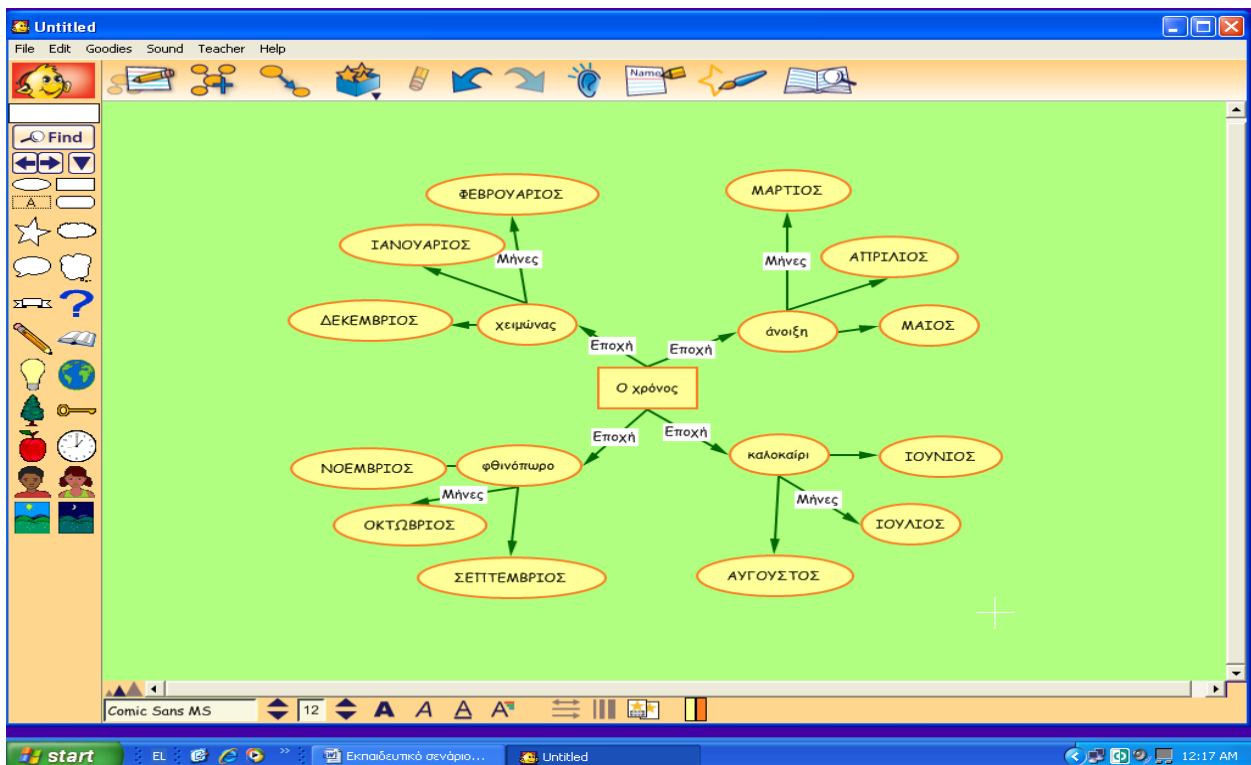 Untitled
File Edit Goodies Sound Teacher Help
Name
Find
A
ΦΕΒΡΟΥΑΡΙΟΣ
ΜΑΡΤΙΟΣ
ΙΑΝΟΥΑΡΙΟΣ
Μήνες
Μήνες
ΑΠΡΙΛΙΟΣ
ΔΕΚΕΜΒΡΙΟΣ
χειμώνας
άνοιξη
ΜΑΙΟΣ
Εποχή
Εποχή
Ο χρόνος
Εποχή
Εποχή
ΝΟΕΜΒΡΙΟΣ
φθινόπωρο
καλοκαίρι
ΙΟΥΝΙΟΣ
Μήνες
Μήνες
ΟΚΤΩΒΡΙΟΣ
ΙΟΥΛΙΟΣ
ΣΕΠΤΕΜΒΡΙΟΣ
ΑΥΓΟΥΣΤΟΣ
Comic Sans MS 12 A A A A
start EL Εκπαιδευτικό σενάριο... Untitled 12:17 AM